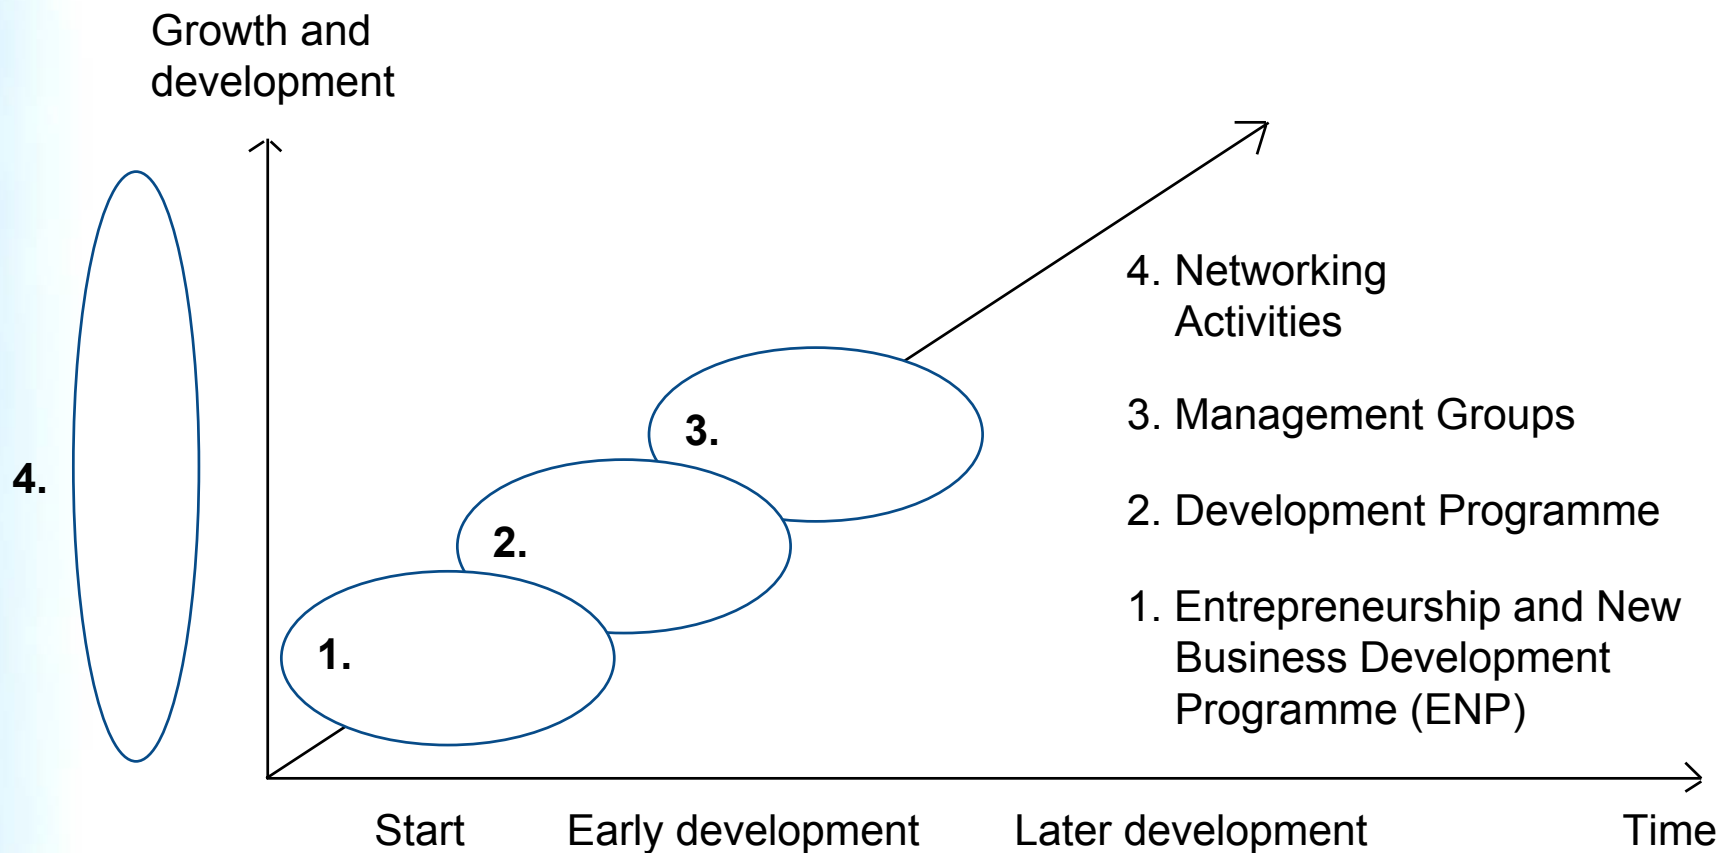 Growth and
development
4. Networking
Activities
3. Management Groups
2. Development Programme
1. Entrepreneurship and New
Business Development
Programme (ENP)
3.
4.
2.
1.
Start Early development Later development Time